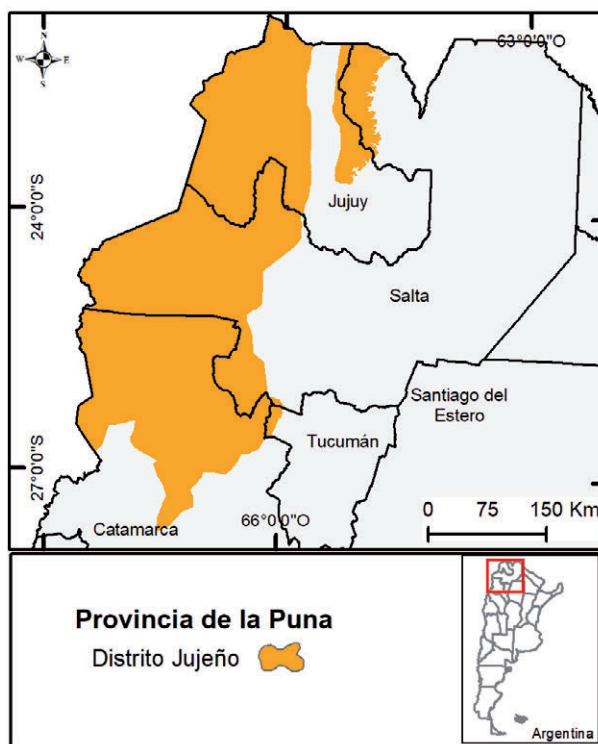 N
W E
S
63°0'0"O
24°0'0"S
Jujuy
Salta
Santiago del
Estero
Tucumán
27°0'0"S
0 75 150 Km
66°0'0"O
Catamarca
Provincia de la Puna
Distrito Jujeño
Argentina